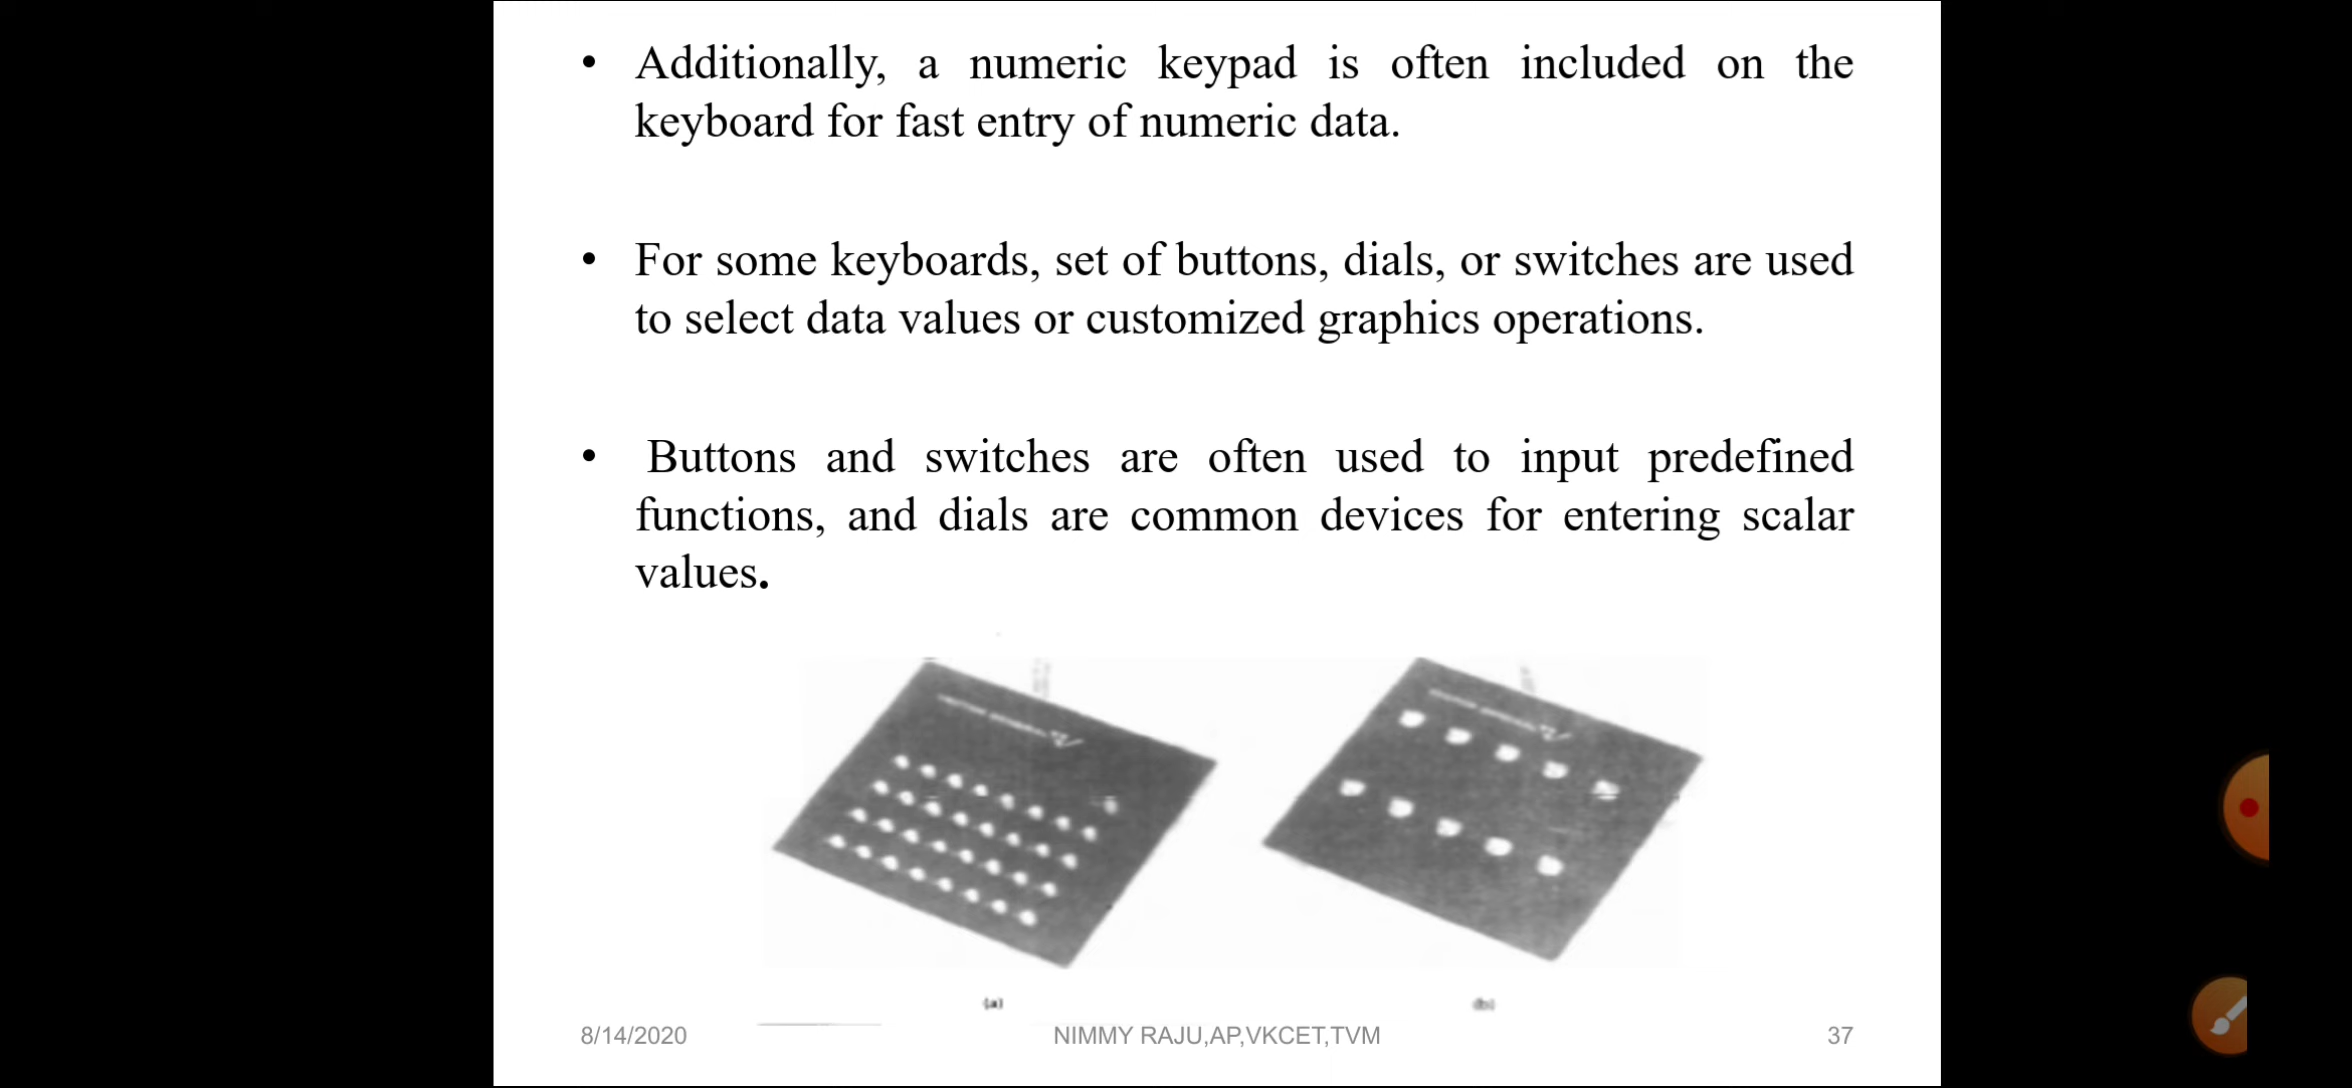 • Additionally, a numeric keypad is often included on the
keyboard for fast entry of numeric data.
• For some keyboards, set of buttons, dials, or switches are used
to select data values or customized graphics operations.
• Buttons and switches are often used to input predefined
functions, and dials are common devices for entering scalar
values.
(a) (b)
8/14/2020 NIMMY RAJU,AP,VKCET,TVM 37